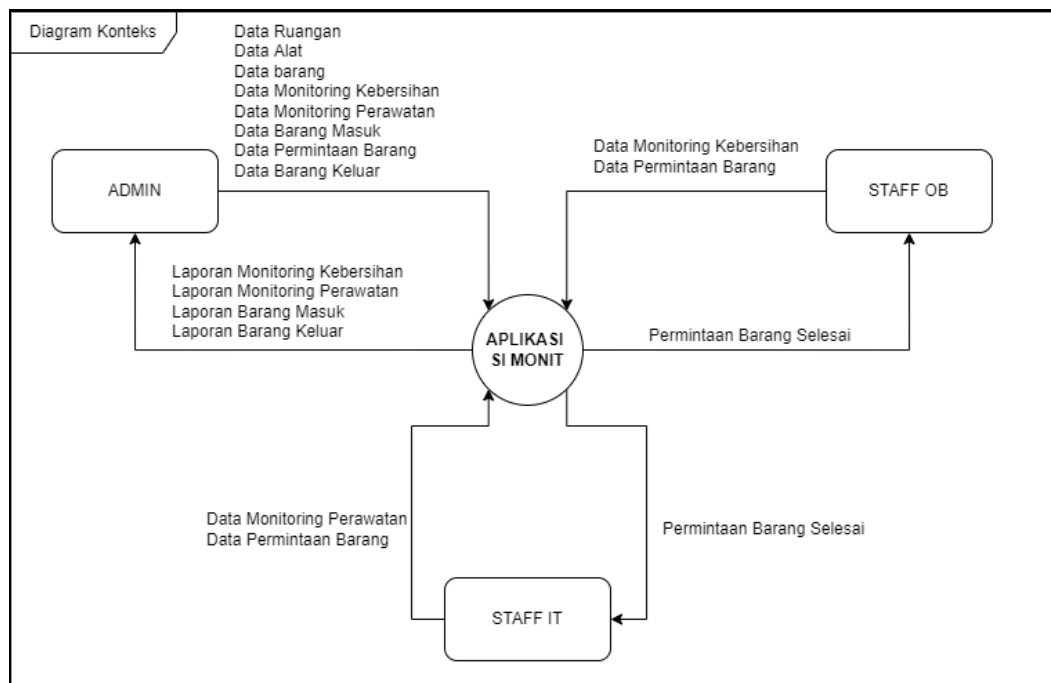 Diagram Konteks
Data Ruangan
Data Alat
Data barang
Data Monitoring Kebersihan
Data Monitoring Perawatan
Data Barang Masuk
Data Permintaan Barang
Data Barang Keluar
ADMIN
Data Monitoring Kebersihan
Data Permintaan Barang
STAFF OB
Laporan Monitoring Kebersihan
Laporan Monitoring Perawatan
Laporan Barang Masuk
Laporan Barang Keluar
APLIKASI
SI MONIT
Permintaan Barang Selesai
Data Monitoring Perawatan
Data Permintaan Barang
Permintaan Barang Selesai
STAFF IT